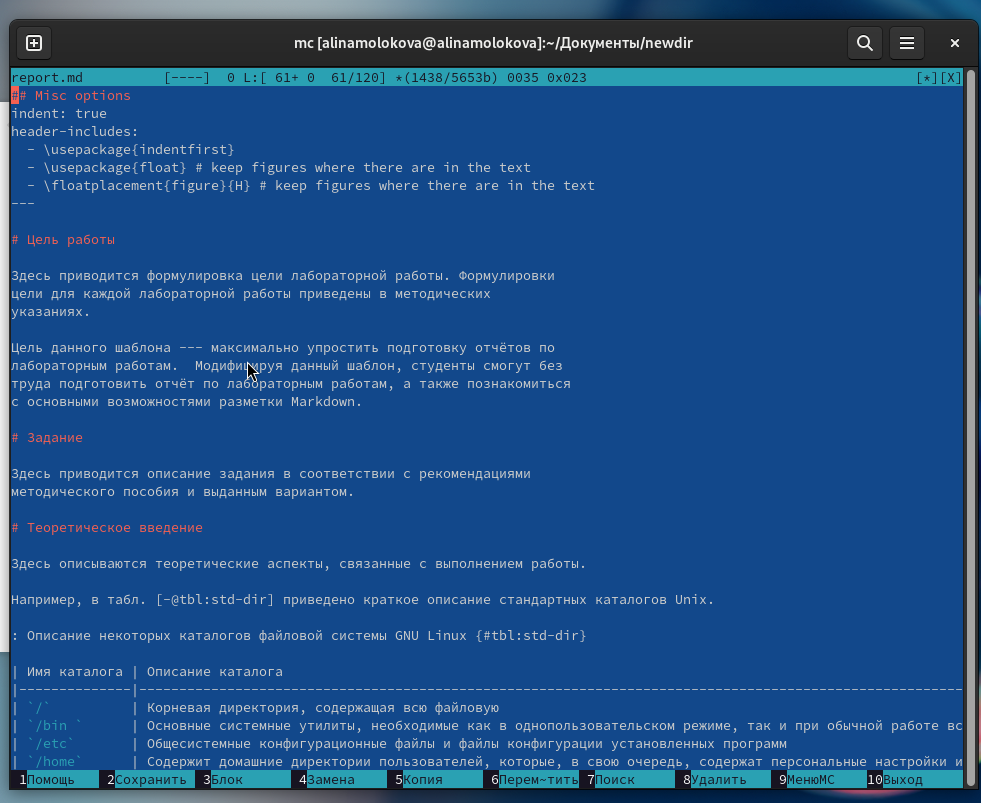 mc [alinamolokova@alinamolokova]:~/Документы/newdir
report.md [----] 0 L:[ 61+ 0 61/120] *(1438/5653b) 0035 0x023 [*][X]
## Misc options
indent: true
header-includes:
  - \usepackage{indentfirst}
  - \usepackage{float} # keep figures where there are in the text
  - \floatplacement{figure}{H} # keep figures where there are in the text
---
# Цель работы
Здесь приводится формулировка цели лабораторной работы. Формулировки
цели для каждой лабораторной работы приведены в методических
указаниях.
Цель данного шаблона --- максимально упростить подготовку отчётов по
лабораторным работам.  Модифицируя данный шаблон, студенты смогут без
труда подготовить отчёт по лабораторным работам, а также познакомиться
с основными возможностями разметки Markdown.
# Задание
Здесь приводится описание задания в соответствии с рекомендациями
методического пособия и выданным вариантом.
# Теоретическое введение
Здесь описываются теоретические аспекты, связанные с выполнением работы.
Например, в табл. [-@tbl:std-dir] приведено краткое описание стандартных каталогов Unix.
: Описание некоторых каталогов файловой системы GNU Linux {#tbl:std-dir}
| Имя каталога | Описание каталога
|--------------|-------------------------------------------------------------------------------------------------------
| `/`          | Корневая директория, содержащая всю файловую
| `/bin `      | Основные системные утилиты, необходимые как в однопользовательском режиме, так и при обычной работе вс
| `/etc`       | Общесистемные конфигурационные файлы и файлы конфигурации установленных программ
| `/home`      | Содержит домашние директории пользователей, которые, в свою очередь, содержат персональные настройки и
1Помощь 2Сохранить 3Блок 4Замена 5Копия 6Перем~тить 7Поиск 8Удалить 9МенюMC 10Выход